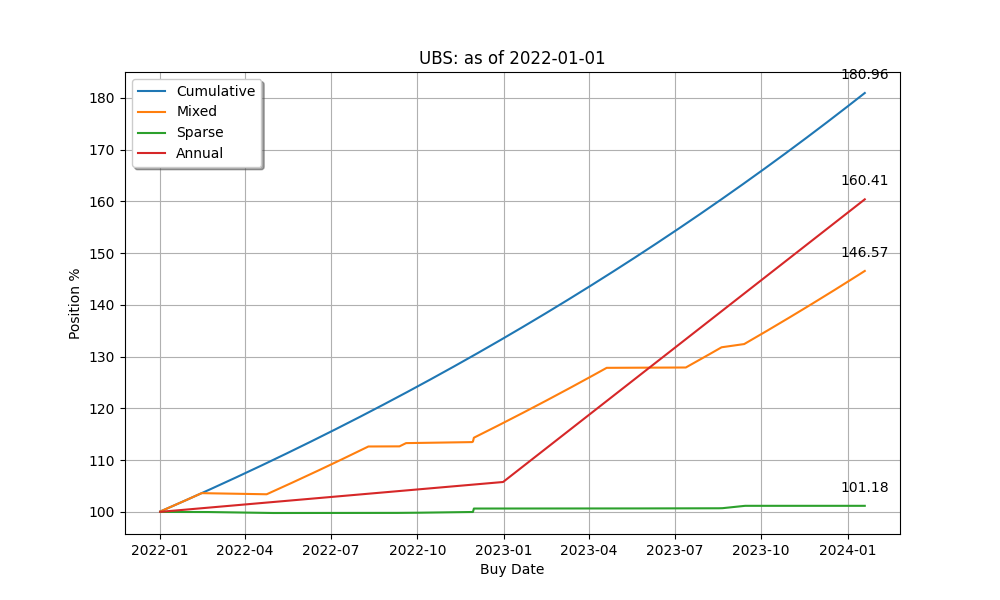 UBS: as of 2022-01-01
Cumulative
Mixed
Sparse
Annual
180.96
160.41
146.57
101.18
Position %
180
170
160
150
140
130
120
110
100
2022-01 2022-04 2022-07 2022-10 2023-01 2023-04 2023-07 2023-10 2024-01
Buy Date